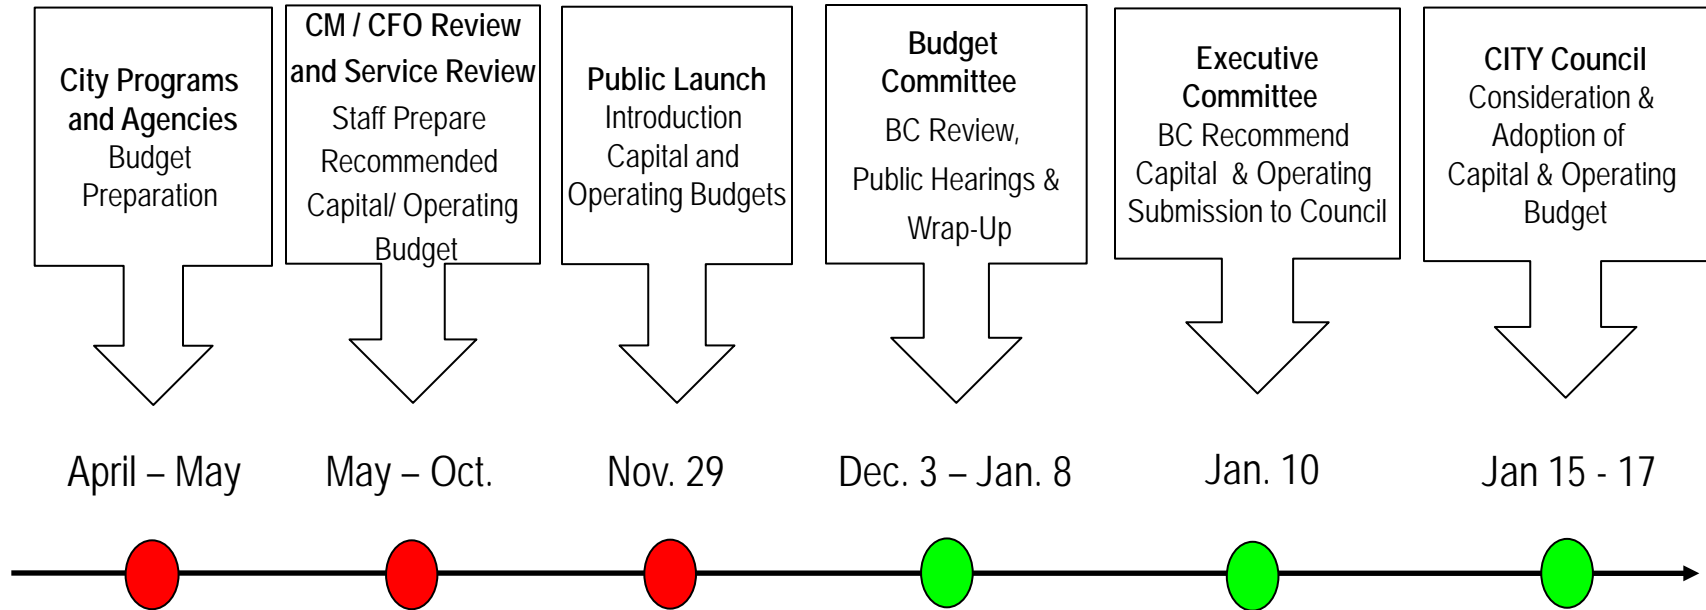 City Programs
and Agencies
Budget
Preparation
CM / CFO Review
and Service Review
Staff Prepare
Recommended
Capital/ Operating
Budget
Public Launch
Introduction
Capital and
Operating Budgets
Budget
Committee
BC Review,
Public Hearings &
Wrap-Up
Executive
Committee
BC Recommend
Capital & Operating
Submission to Council
CITY Council
Consideration &
Adoption of
Capital & Operating
Budget
April – May
May – Oct.
Nov. 29
Dec. 3 – Jan. 8
Jan. 10
Jan 15 - 17